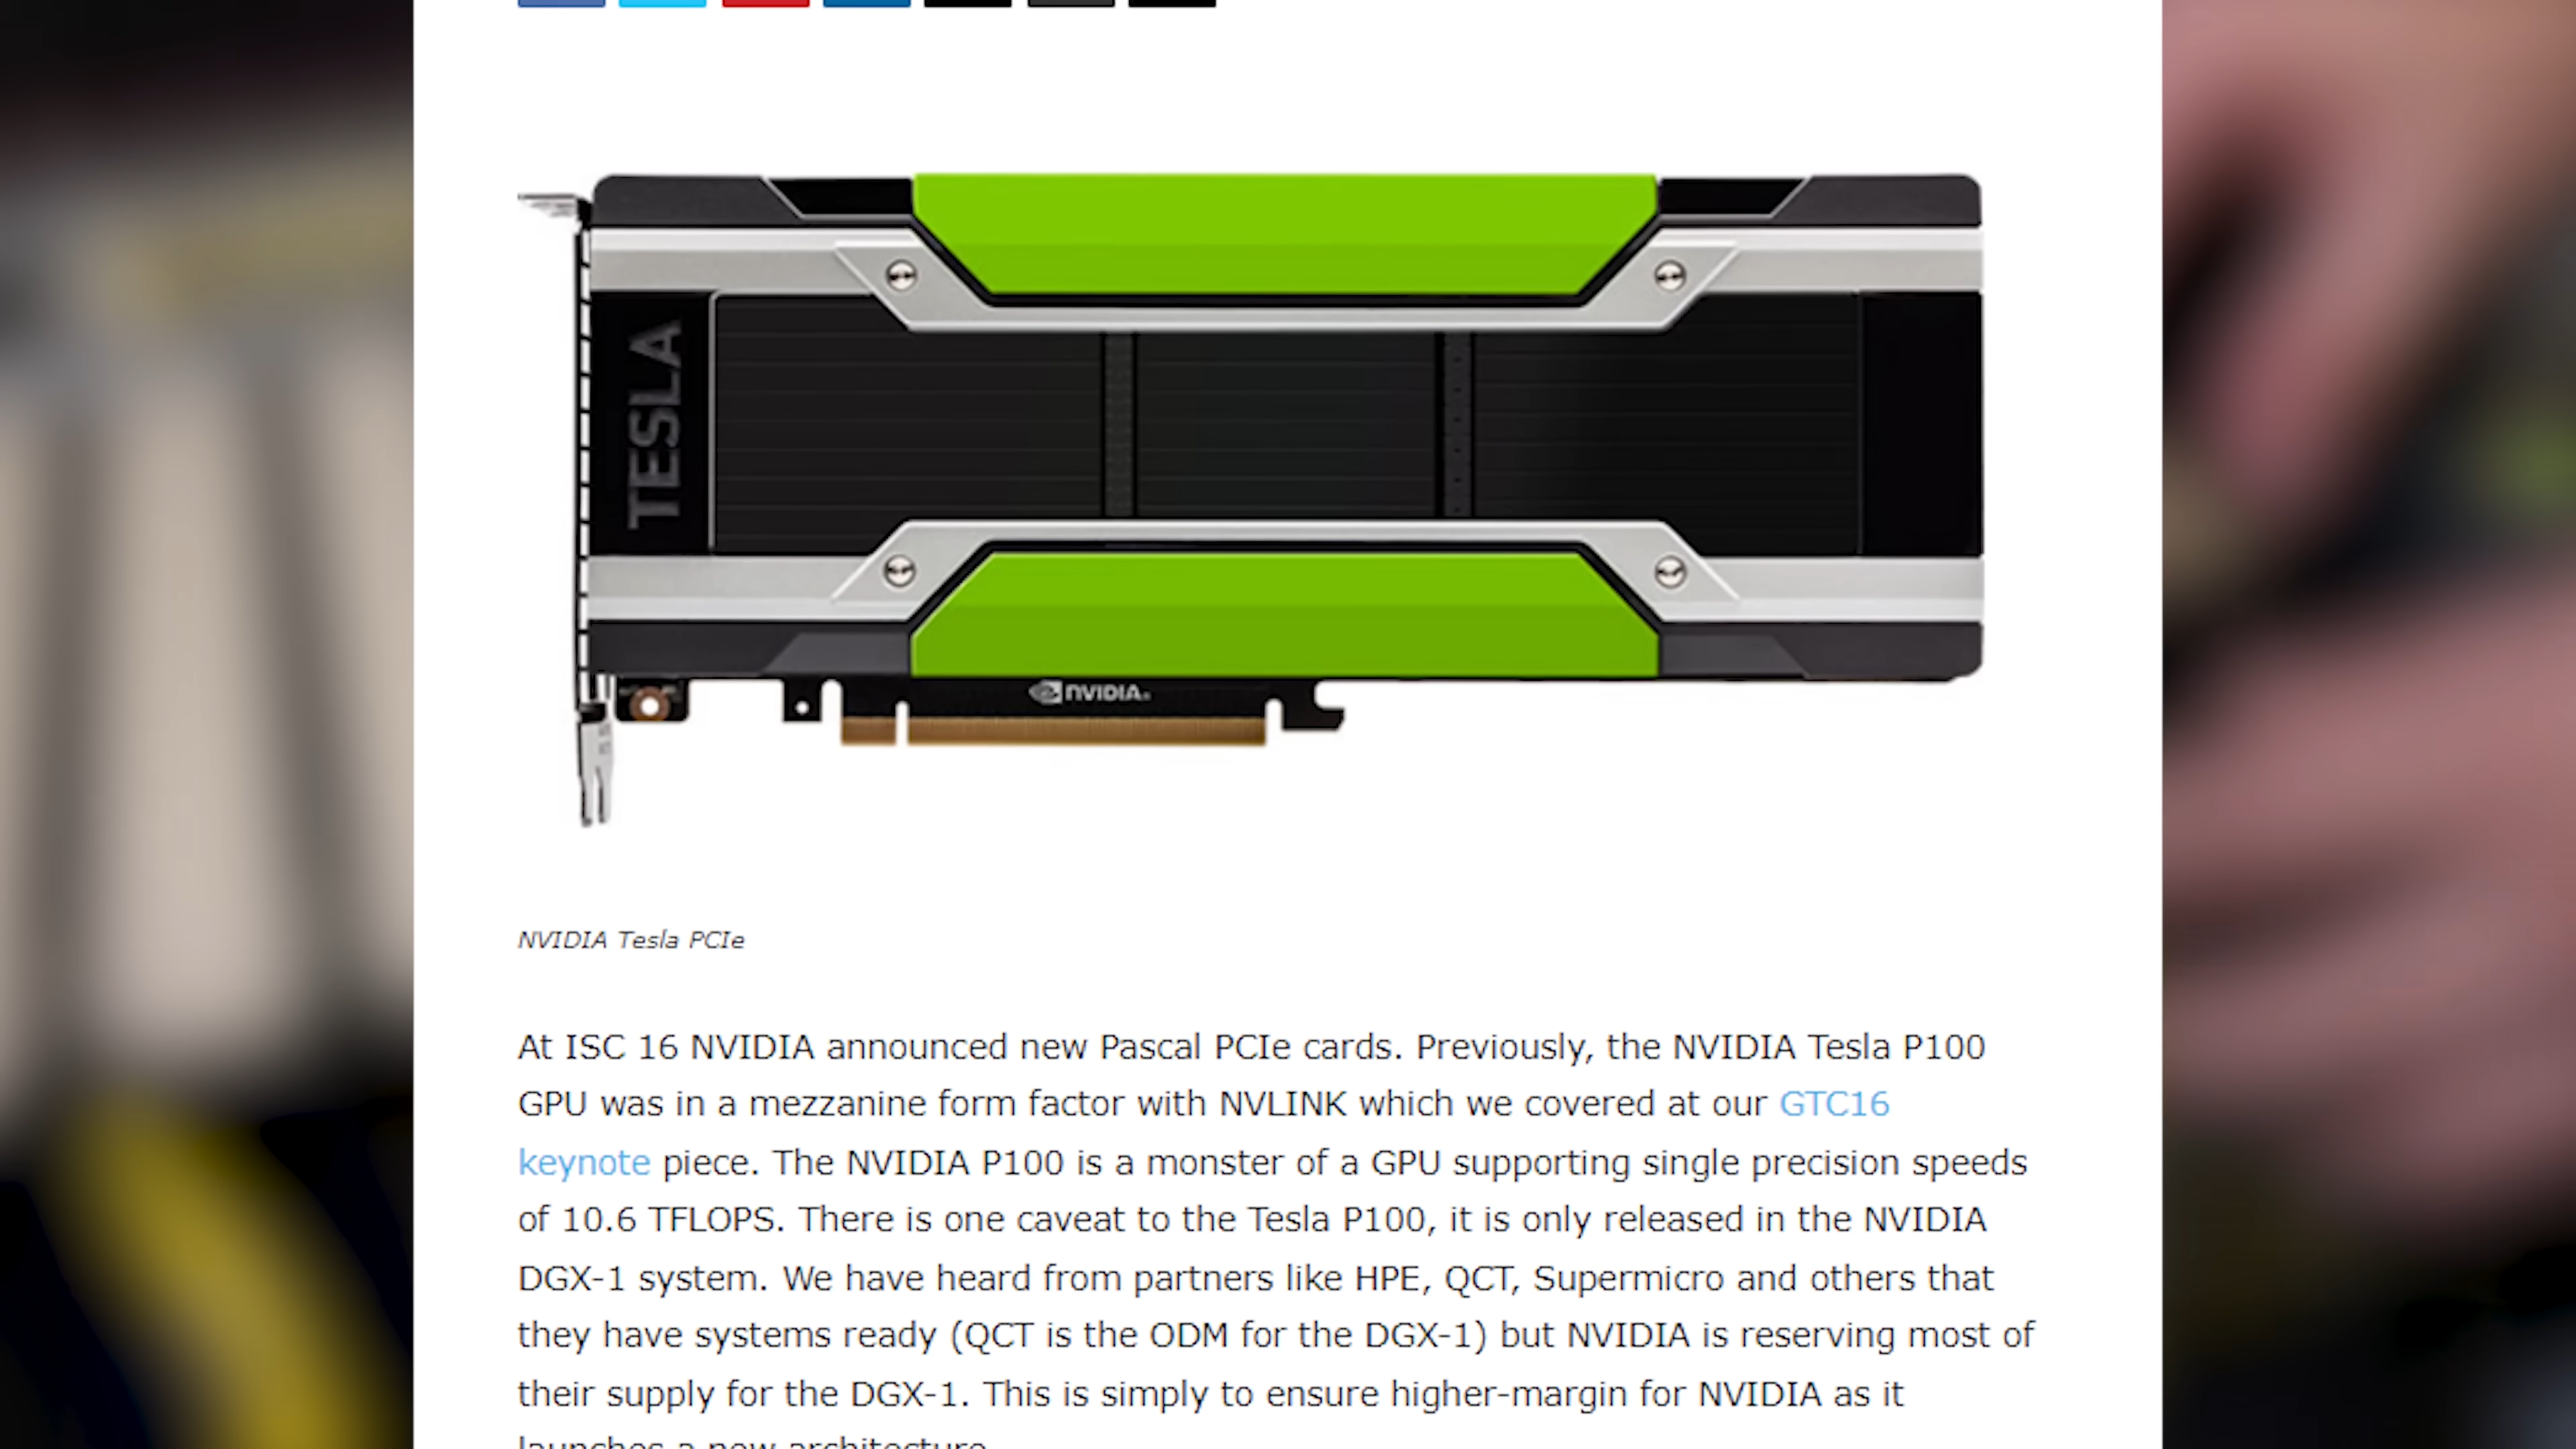 TESLA
NVIDIA.
NVIDIA Tesla PCIe
At ISC 16 NVIDIA announced new Pascal PCIe cards. Previously, the NVIDIA Tesla P100
GPU was in a mezzanine form factor with NVLINK which we covered at our GTC16
keynote piece. The NVIDIA P100 is a monster of a GPU supporting single precision speeds
of 10.6 TFLOPS. There is one caveat to the Tesla P100, it is only released in the NVIDIA
DGX-1 system. We have heard from partners like HPE, QCT, Supermicro and others that
they have systems ready (QCT is the ODM for the DGX-1) but NVIDIA is reserving most of
their supply for the DGX-1. This is simply to ensure higher-margin for NVIDIA as it
launches a new architecture.